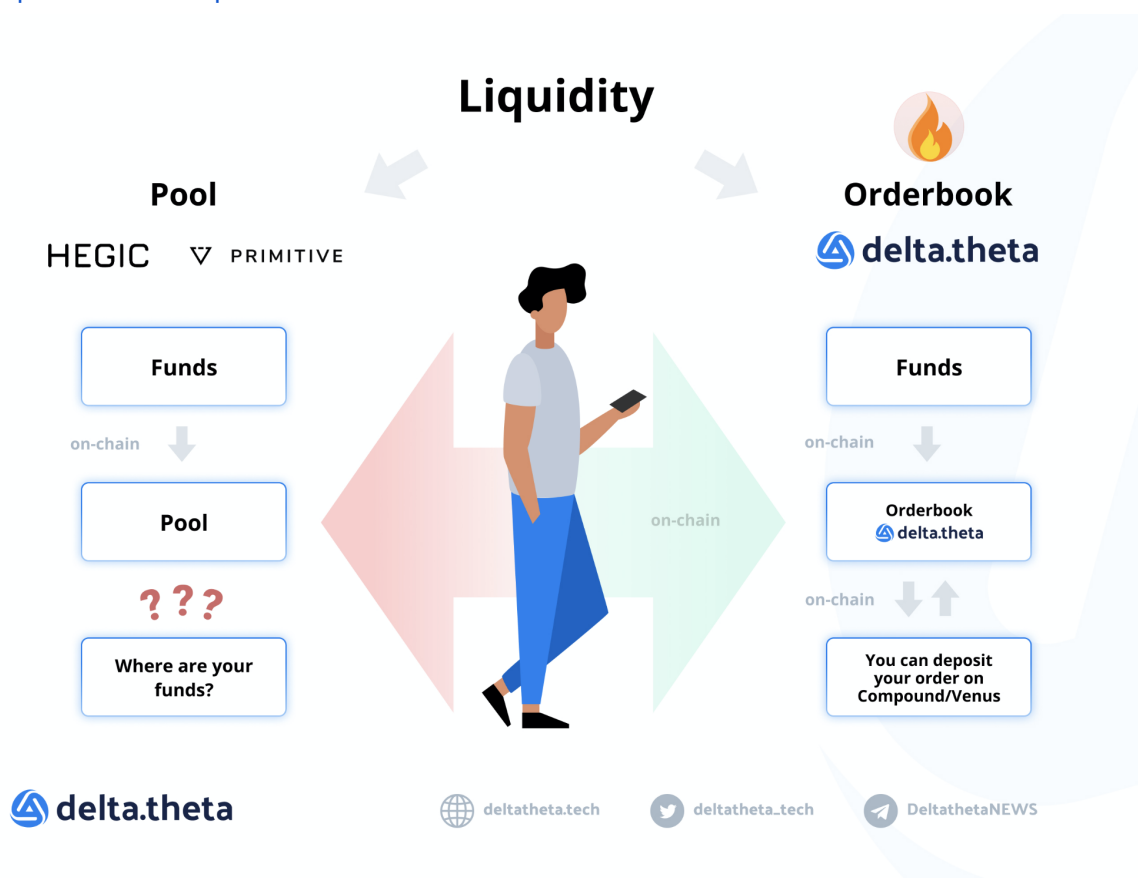 Liquidity
Pool
HEGIC
PRIMITIVE
Funds
on-chain
Pool
???
Where are your
funds?
on-chain
Orderbook
delta.theta
Funds
on-chain
Orderbook
delta.theta
on-chain
You can deposit
your order on
Compound/Venus
delta.theta
deltatheta.tech
deltatheta_tech
DeltathetaNEWS